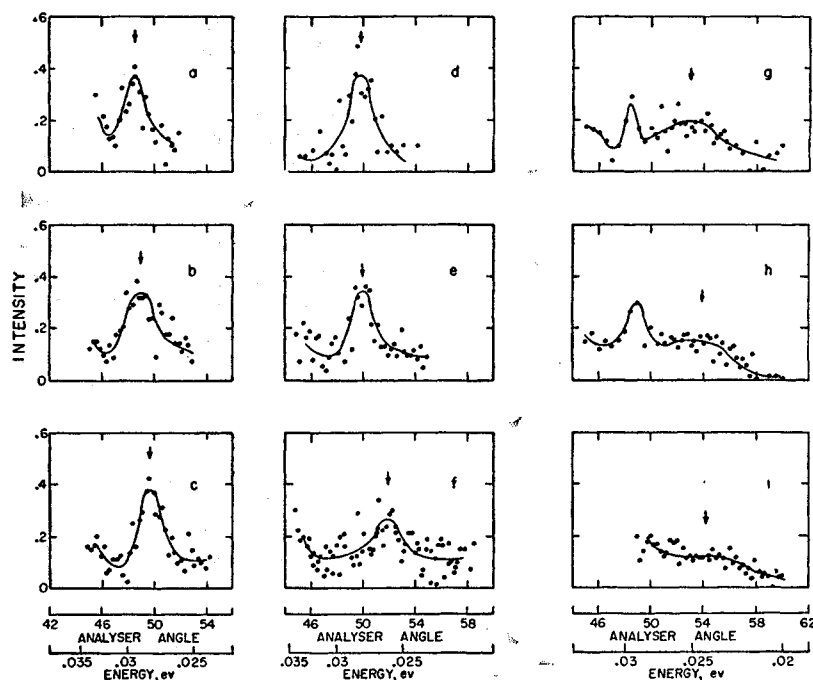 .6
.4
.2
0
a
d
g
.6
.4
.2
0
b
e
h
INTENSITY
.6
.4
.2
0
c
f
i
42 46 50 54
46 50 54 58
46 50 54 58 62
ANALYSER ANGLE
ANALYSER ANGLE
ANALYSER ANGLE
.035 .03 .025
.035 .03 .025
.03 .025 .02
ENERGY, ev
ENERGY, ev
ENERGY, ev